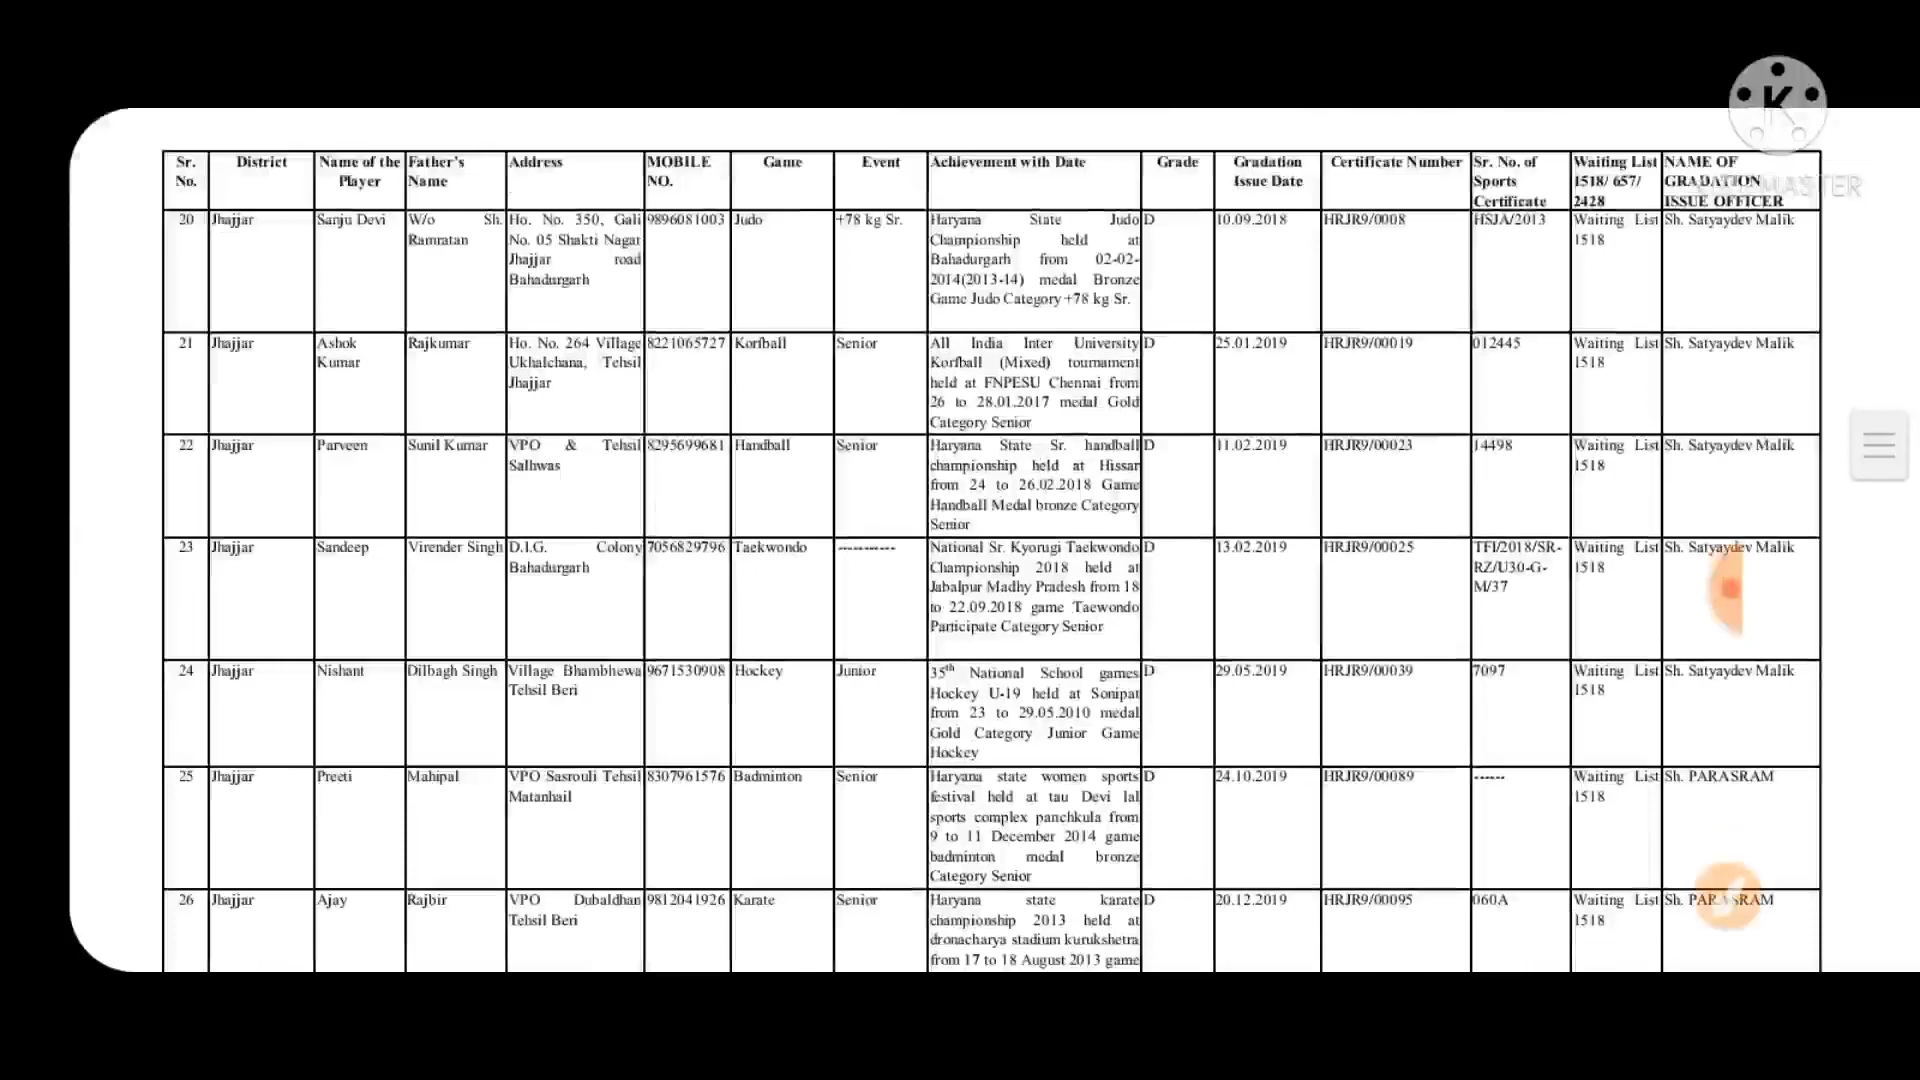 K
KINEMASTER
Sr. No. District Name of the Player Father's Name Address MOBILE NO. Game Event Achievement with Date Grade Gradation Issue Date Certificate Number Sr. No. of Sports Certificate Waiting List 1518/ 657/ 2428 NAME OF GRADATION ISSUE OFFICER
20 Jhajjar Sanju Devi W/o Sh. Ramratan Ho. No. 350, Gali No. 05 Shakti Nagar Jhajjar road Bahadurgarh 9896081003 Judo +78 kg Sr. Haryana State Judo Championship held at Bahadurgarh from 02-02-2014(2013-14) medal Bronze Game Judo Category +78 kg Sr. D 10.09.2018 HRJR9/0008 HSJA/2013 Waiting List 1518 Sh. Satyaydev Malik
21 Jhajjar Ashok Kumar Rajkumar Ho. No. 264 Village Ukhalchana, Tehsil Jhajjar 8221065727 Korfball Senior All India Inter University Korfball (Mixed) tournament held at FNPESU Chennai from 26 to 28.01.2017 medal Gold Category Senior D 25.01.2019 HRJR9/00019 012445 Waiting List 1518 Sh. Satyaydev Malik
22 Jhajjar Parveen Sunil Kumar VPO & Tehsil Salhwas 8295699681 Handball Senior Haryana State Sr. handball championship held at Hissar from 24 to 26.02.2018 Game Handball Medal bronze Category Senior D 11.02.2019 HRJR9/00023 14498 Waiting List 1518 Sh. Satyaydev Malik
23 Jhajjar Sandeep Virender Singh D.I.G. Colony Bahadurgarh 7056829796 Taekwondo ----------- National Sr. Kyorugi Taekwondo Championship 2018 held at Jabalpur Madhy Pradesh from 18 to 22.09.2018 game Taewondo Participate Category Senior D 13.02.2019 HRJR9/00025 TFI/2018/SR-RZ/U30-G-M/37 Waiting List 1518 Sh. Satyaydev Malik
24 Jhajjar Nishant Dilbagh Singh Village Bhambhewa Tehsil Beri 9671530908 Hockey Junior 35th National School games Hockey U-19 held at Sonipat from 23 to 29.05.2010 medal Gold Category Junior Game Hockey D 29.05.2019 HRJR9/00039 7097 Waiting List 1518 Sh. Satyaydev Malik
25 Jhajjar Preeti Mahipal VPO Sasrouli Tehsil Matanhail 8307961576 Badminton Senior Haryana state women sports festival held at tau Devi lal sports complex panchkula from 9 to 11 December 2014 game badminton medal bronze Category Senior D 24.10.2019 HRJR9/00089 ------ Waiting List 1518 Sh. PARASRAM
26 Jhajjar Ajay Rajbir VPO Dubaldhan Tehsil Beri 9812041926 Karate Senior Haryana state karate championship 2013 held at dronacharya stadium kurukshetra from 17 to 18 August 2013 game D 20.12.2019 HRJR9/00095 060A Waiting List 1518 Sh. PARASRAM